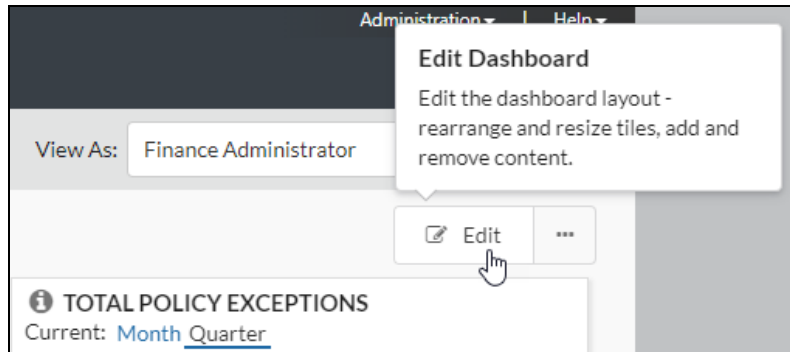 Administration | Help
Edit Dashboard
Edit the dashboard layout -
rearrange and resize tiles, add and
remove content.
View As: Finance Administrator
Edit ...
TOTAL POLICY EXCEPTIONS
Current: Month Quarter